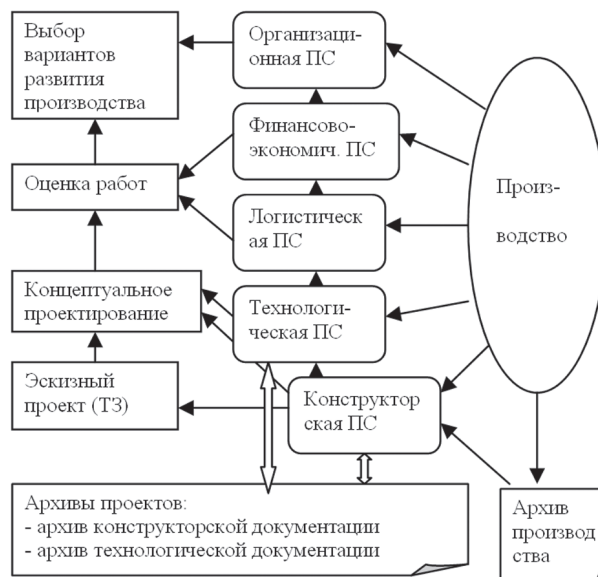 Выбор
вариантов
развития
производства
Организаци-
онная ПС
Финансово-
экономич. ПС
Оценка работ
Логистическ
ая ПС
Произ-
водство
Концептуальное
проектирование
Технологи-
ческая ПС
Эскизный
проект (ТЗ)
Конструктор
ская ПС
Архивы проектов:
- архив конструкторской документации
- архив технологической документации
Архив
производ
ства